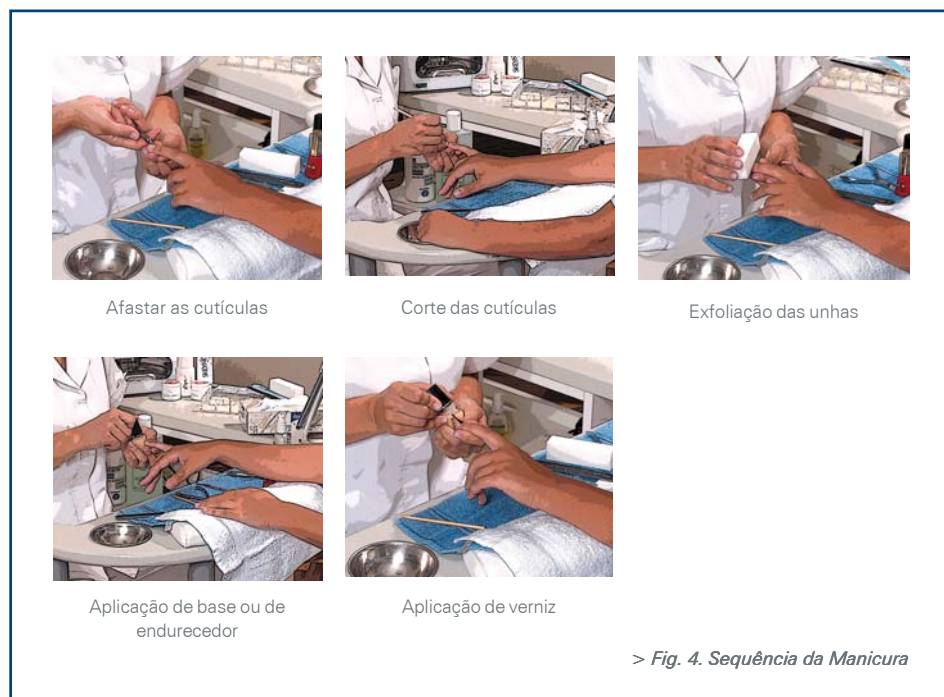 Afastar as cutículas
Corte das cutículas
Exfoliação das unhas
Aplicação de base ou de
endurecedor
Aplicação de verniz
> Fig. 4. Sequência da Manicura